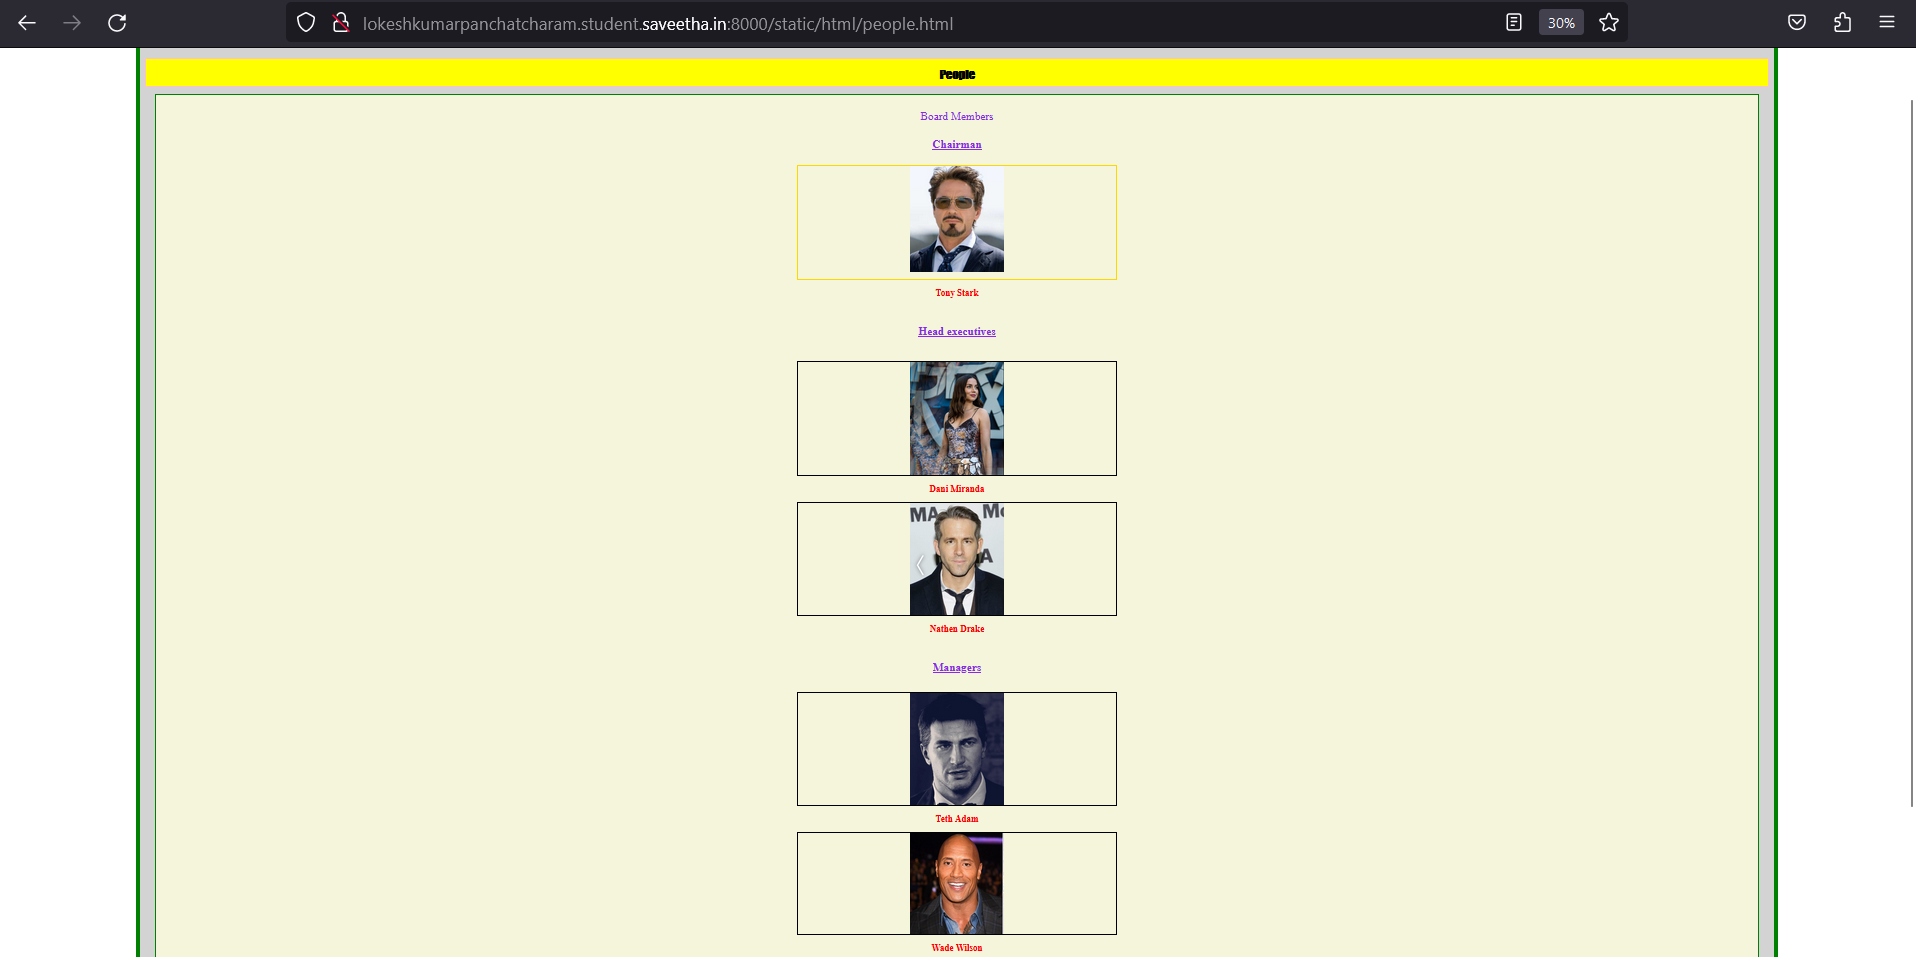 lokeshkumarpanchatcharam.student.saveetha.in:8000/static/html/people.html
30%
People
Board Members
Chairman
Tony Stark
Head executives
Dani Miranda
MA
Nathen Drake
Managers
Teth Adam
Wade Wilson